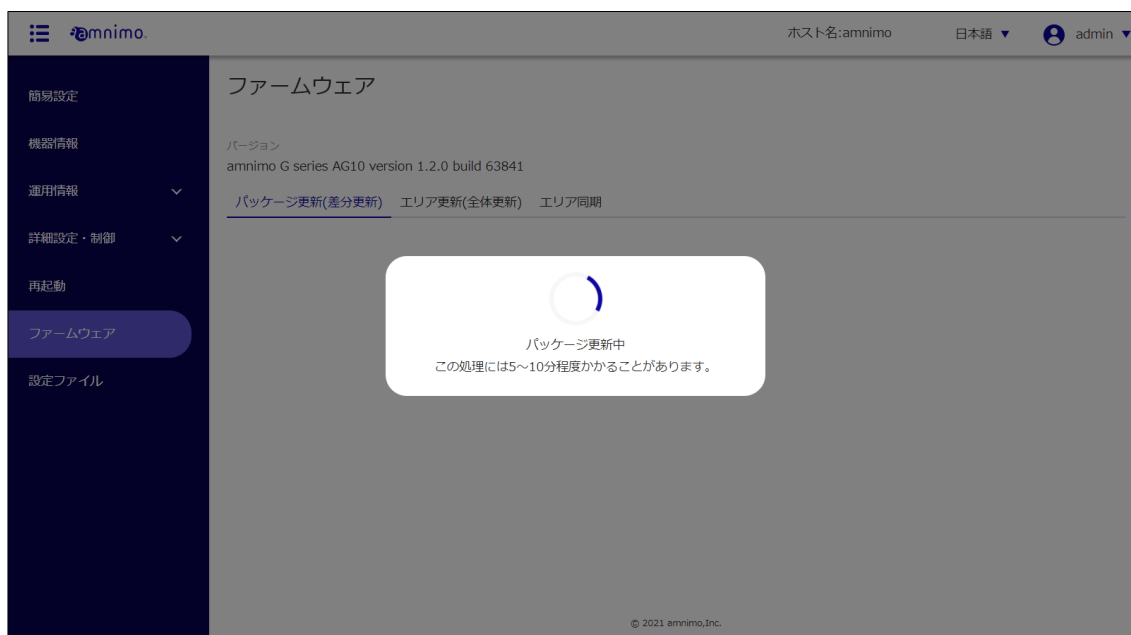 amnimo.
ホスト名:amnimo
日本語 ▼
admin ▼
簡易設定
機器情報
運用情報
詳細設定・制御
再起動
ファームウェア
設定ファイル
ファームウェア
バージョン
amnimo G series AG10 version 1.2.0 build 63841
パッケージ更新(差分更新) エリア更新(全体更新) エリア同期
パッケージ更新中
この処理には5～10分程度かかることがあります。
© 2021 amnimo,Inc.